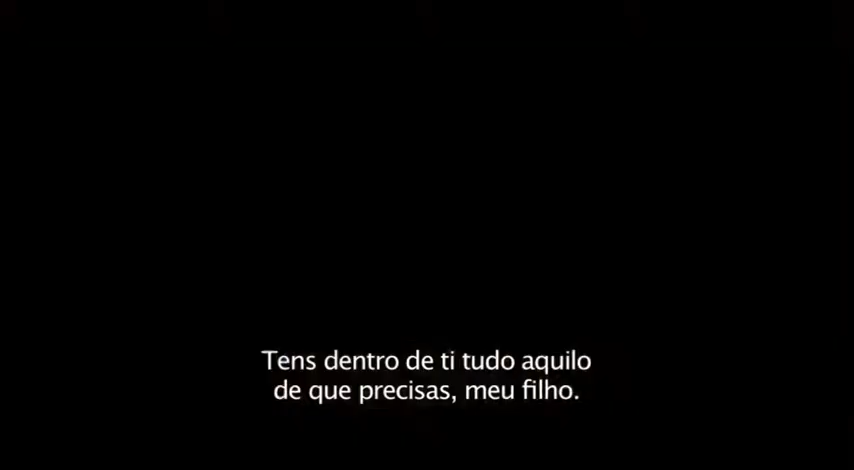 Tens dentro de ti tudo aquilo
de que precisas, meu filho.